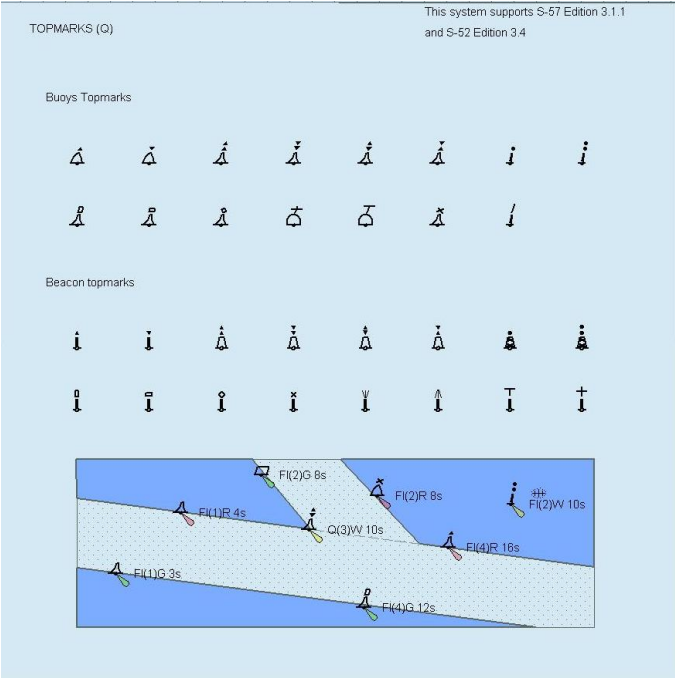 This system supports S-57 Edition 3.1.1
TOPMARKS (Q)
and S-52 Edition 3.4
Buoys Topmarks
Beacon topmarks
Fl(2)G 8s
Fl(2)R 8s
Fl(2)W 10s
Fl(1)R 4s
Q(3)W 10s
Fl(4)R 16s
Fl(1)G 3s
Fl(4)G 12s